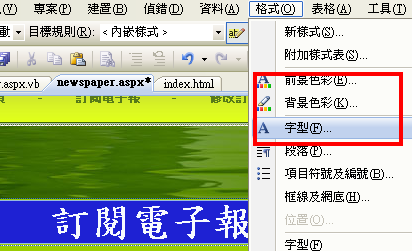 (V) 專案(P) 建置(B) 偵錯(D) 資料(A) 格式(O) 表格(A) 工具(T)
目標規則(R): < 內嵌樣式 > ab
.aspx.vb newspaper.aspx* index.html
訂閱電子報 - 修改訂
訂閱電子報
新樣式(S)...
附加樣式表(S)...
前景色彩(E)...
背景色彩(K)...
A 字型(F)...
段落(P)...
項目符號及編號(B)...
框線及網底(H)...
位置(O)...
字型(F)